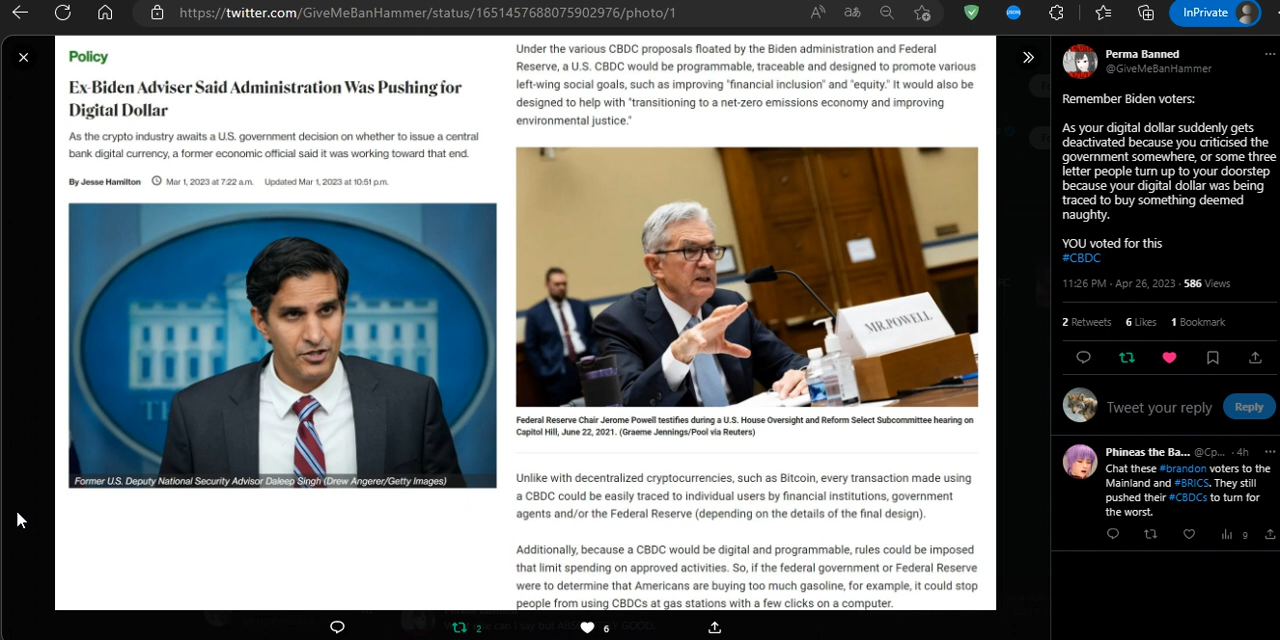 https://twitter.com/GiveMeBanHammer/status/1651457688075902976/photo/1
InPrivate
Policy
Ex-Biden Adviser Said Administration Was Pushing for
Digital Dollar
As the crypto industry awaits a U.S. government decision on whether to issue a central
bank digital currency, a former economic official said it was working toward that end.
By Jesse Hamilton Mar 1, 2023 at 7:22 a.m. Updated Mar 1, 2023 at 10:51 p.m.
Former U.S. Deputy National Security Advisor Daleep Singh (Drew Angerer/Getty Images)
Under the various CBDC proposals floated by the Biden administration and Federal
Reserve, a U.S. CBDC would be programmable, traceable and designed to promote various
left-wing social goals, such as improving "financial inclusion" and "equity." It would also be
designed to help with "transitioning to a net-zero emissions economy and improving
environmental justice."
MR. POWELL
Federal Reserve Chair Jerome Powell testifies during a U.S. House Oversight and Reform Select Subcommittee hearing on
Capitol Hill, June 22, 2021. (Graeme Jennings/Pool via Reuters)
Unlike with decentralized cryptocurrencies, such as Bitcoin, every transaction made using
a CBDC could be easily traced to individual users by financial institutions, government
agents and/or the Federal Reserve (depending on the details of the final design).
Additionally, because a CBDC would be digital and programmable, rules could be imposed
that limit spending on approved activities. So, if the federal government or Federal Reserve
were to determine that Americans are buying too much gasoline, for example, it could stop
people from using CBDCs at gas stations with a few clicks on a computer.
2
6
Perma Banned
@GiveMeBanHammer
Remember Biden voters:
As your digital dollar suddenly gets
deactivated because you criticised the
government somewhere, or some three
letter people turn up to your doorstep
because your digital dollar was being
traced to buy something deemed
naughty.
YOU voted for this
#CBDC
11:26 PM · Apr 26, 2023 · 586 Views
2 Retweets 6 Likes 1 Bookmark
Tweet your reply
Reply
Phineas the Ba... @Cp... · 4h
Chat these #brandon voters to the
Mainland and #BRICS. They still
pushed their #CBDCs to turn for
the worst.
9